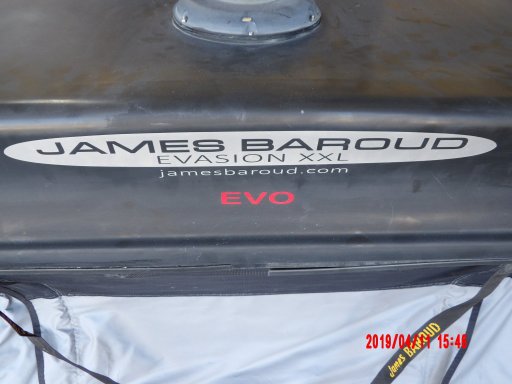 JAMES BAROUD
EVASION XXL
jamesbaroud.com
EVO
James BAROUD
2019/04/11 15:46